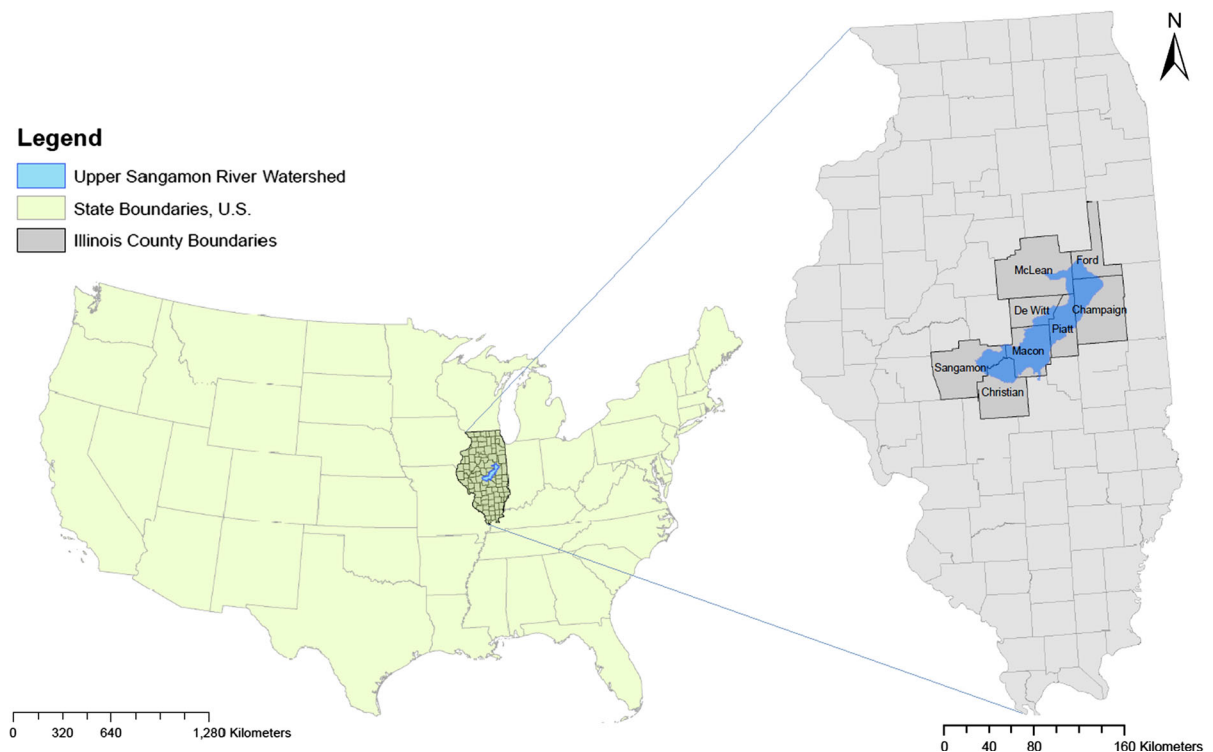 Legend
Upper Sangamon River Watershed
State Boundaries, U.S.
Illinois County Boundaries
N
McLean
Ford
De Witt
Champaign
Piatt
Macon
Sangamon
Christian
0 320 640 1,280 Kilometers
0 40 80 160 Kilometers